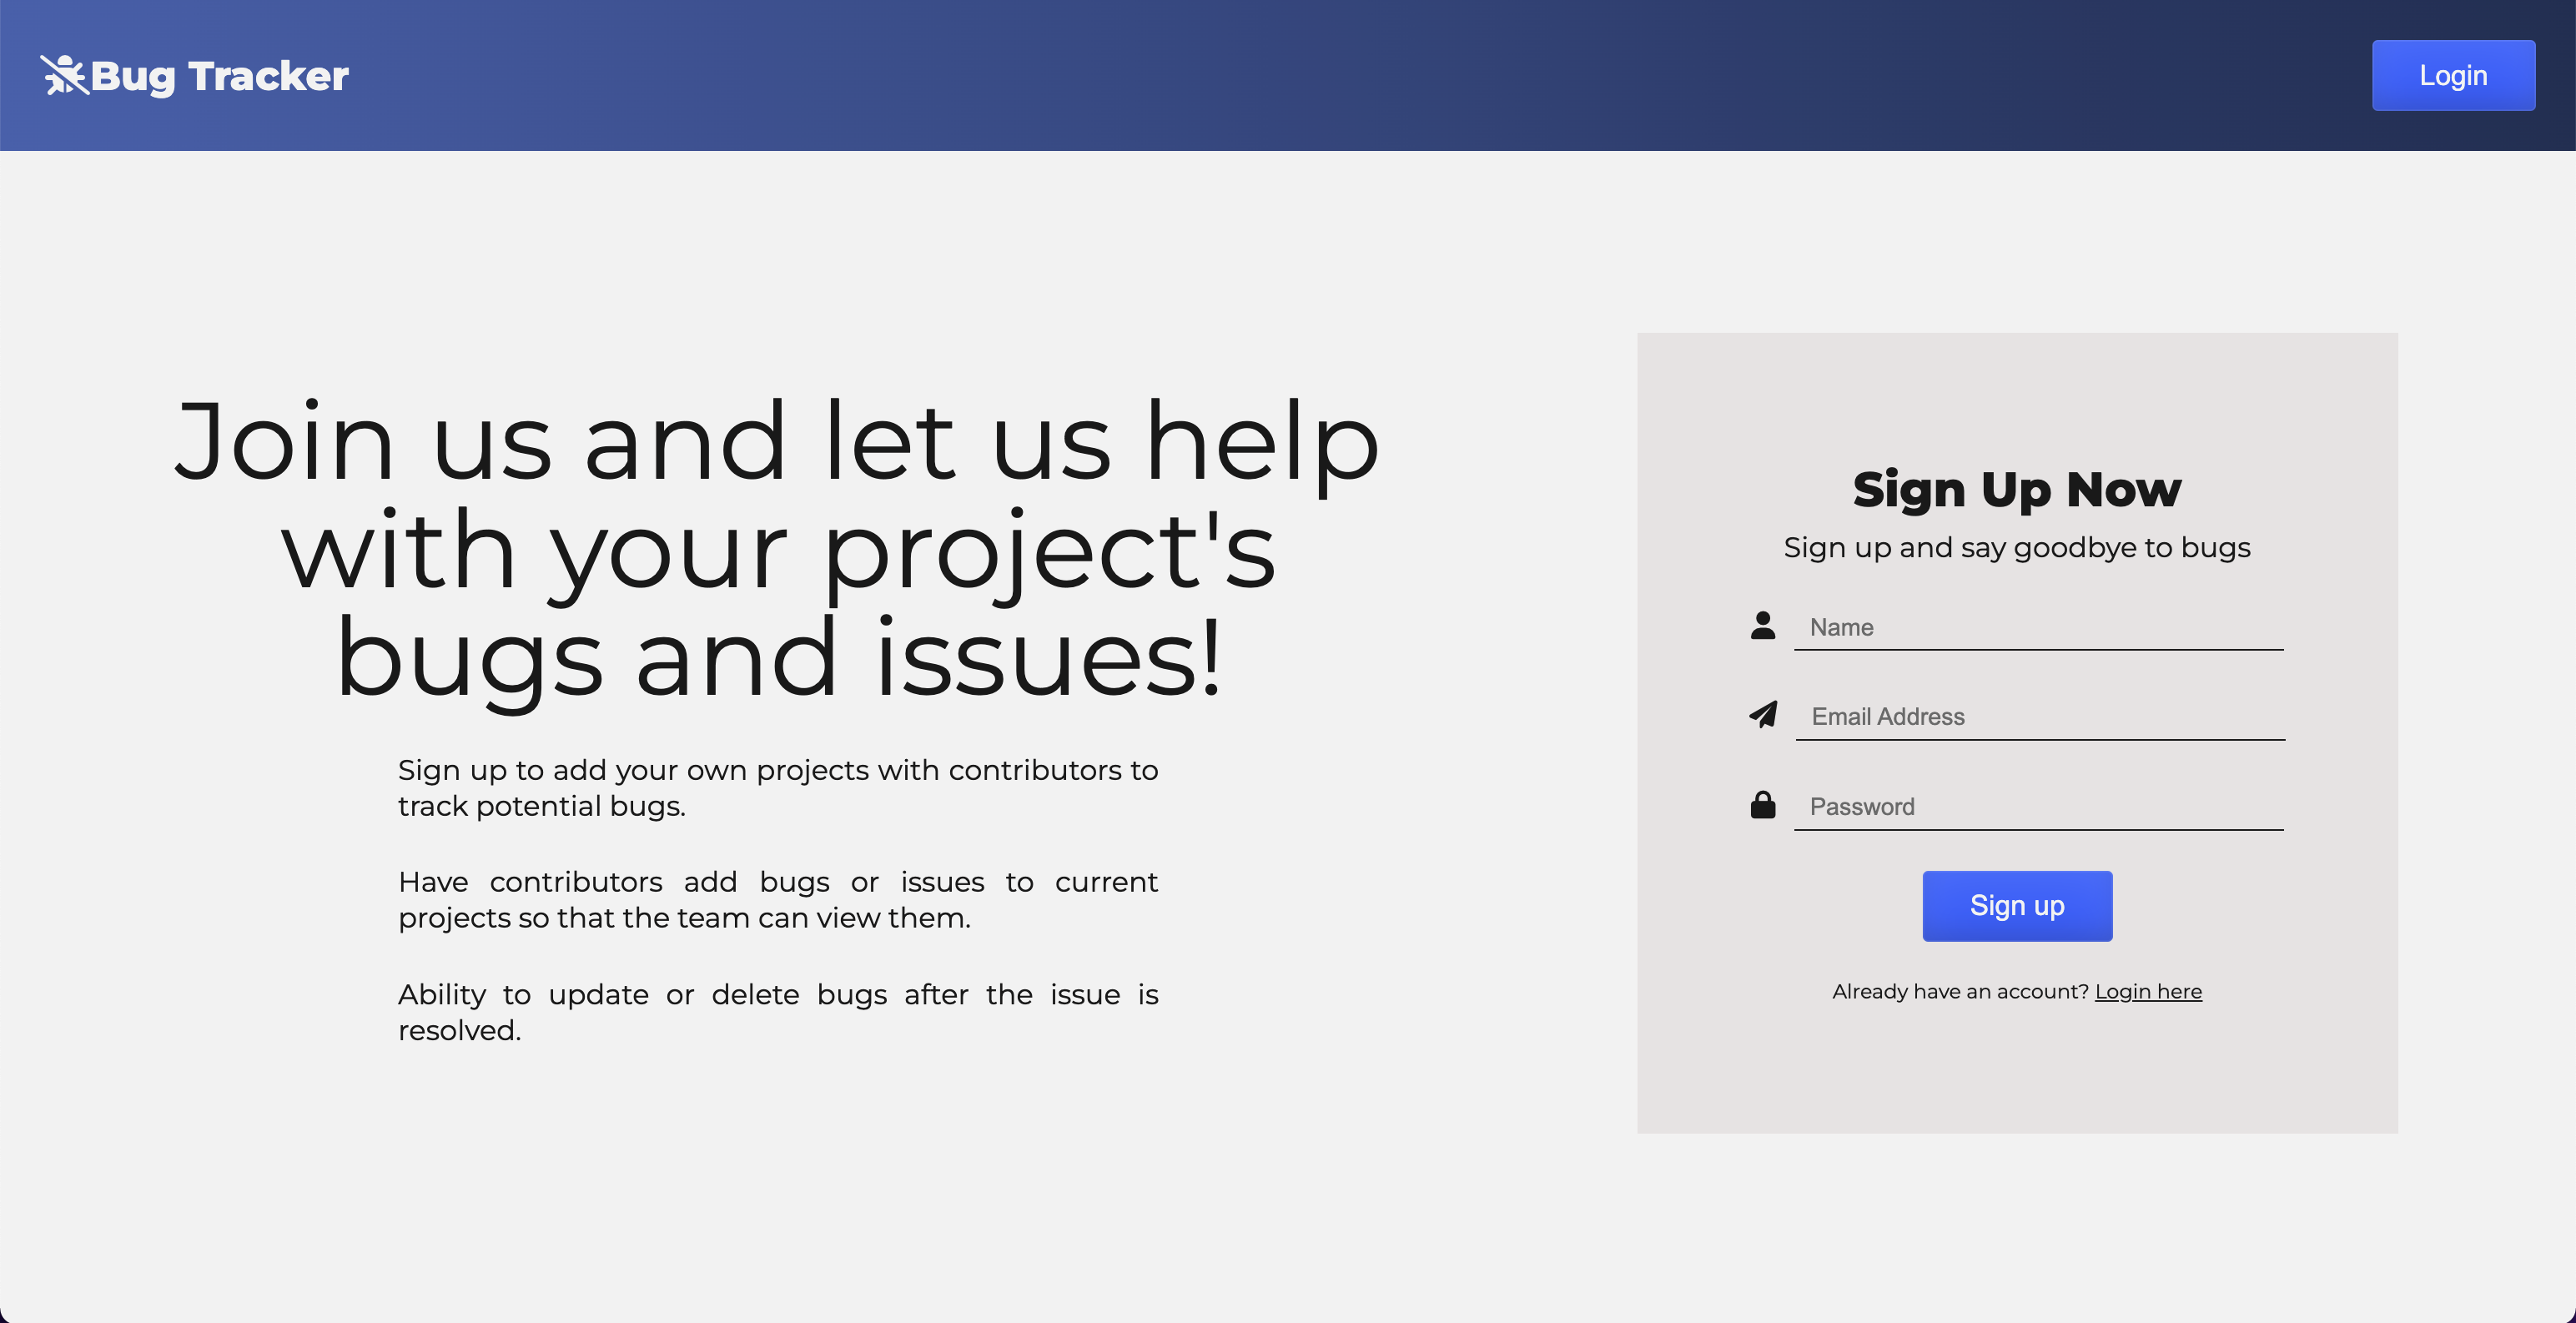 Bug Tracker
Login
Join us and let us help
with your project's
bugs and issues!
Sign up to add your own projects with contributors to
track potential bugs.
Have contributors add bugs or issues to current
projects so that the team can view them.
Ability to update or delete bugs after the issue is
resolved.
Sign Up Now
Sign up and say goodbye to bugs
Name
Email Address
Password
Sign up
Already have an account? Login here